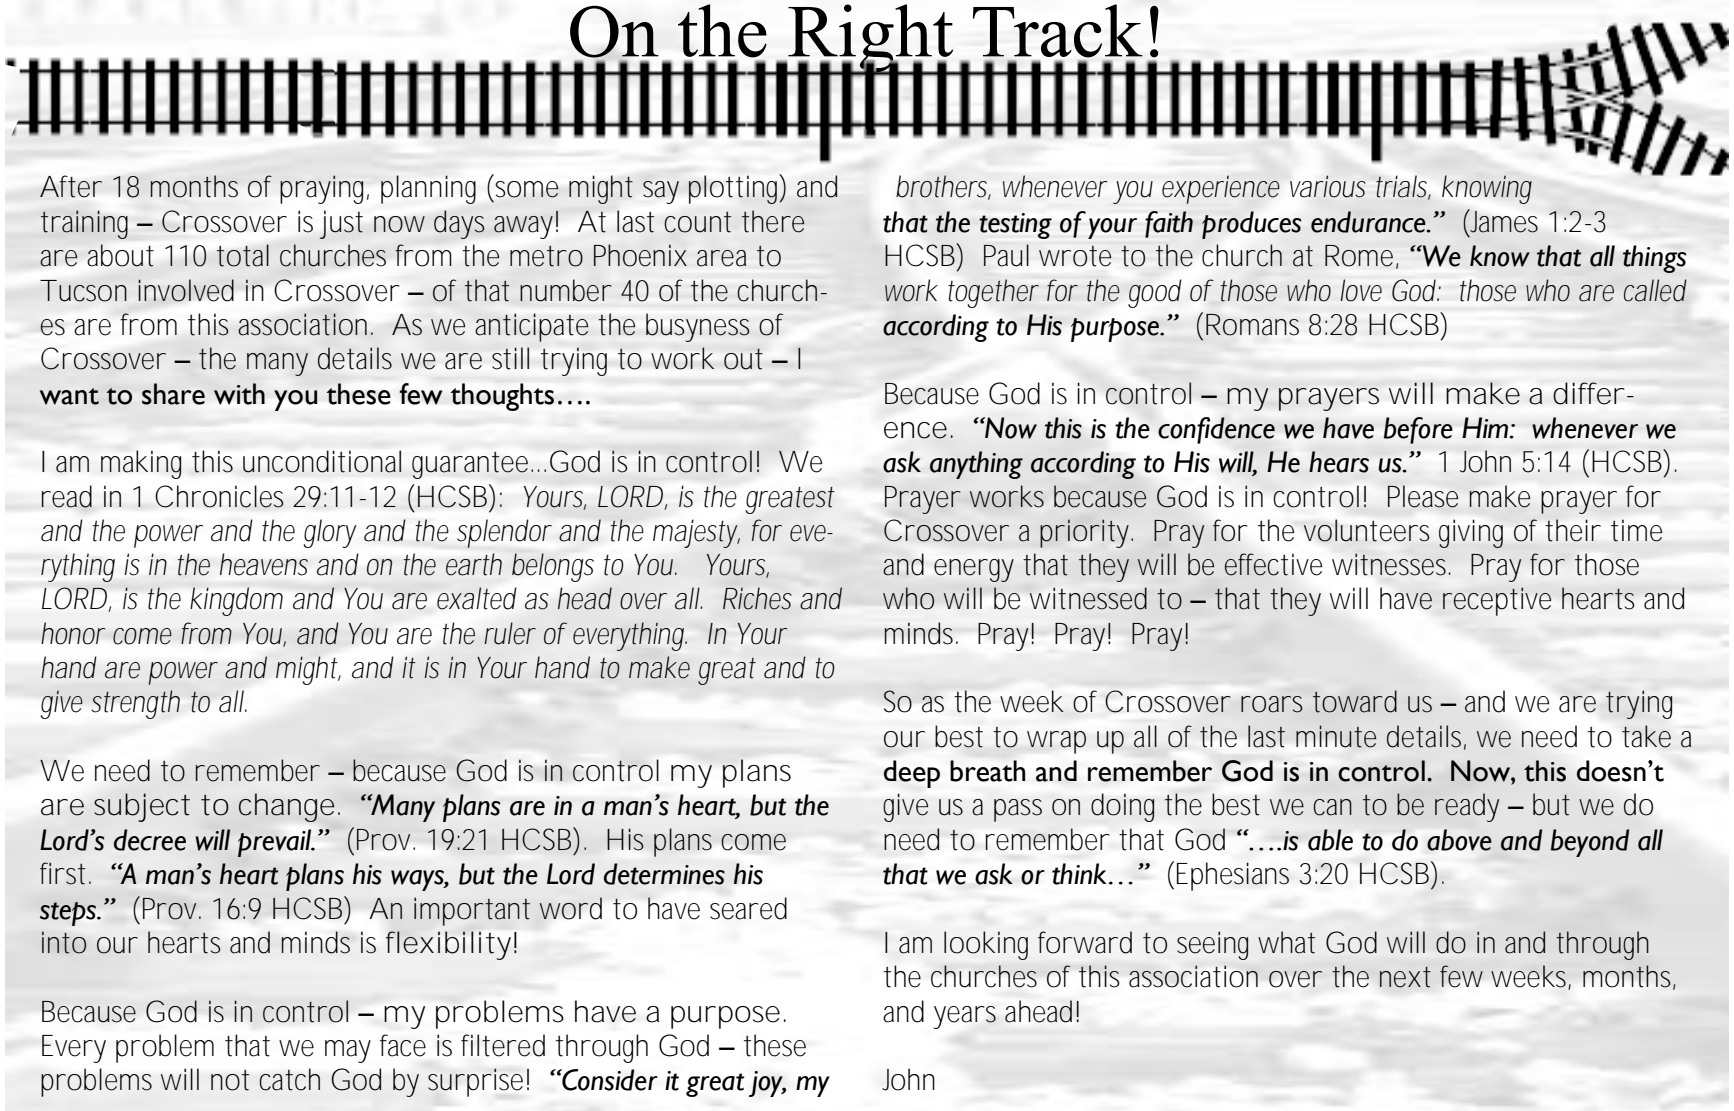 On the Right Track!
After 18 months of praying, planning (some might say plotting) and
training – Crossover is just now days away!  At last count there
are about 110 total churches from the metro Phoenix area to
Tucson involved in Crossover – of that number 40 of the church-
es are from this association.  As we anticipate the busyness of
Crossover – the many details we are still trying to work out – I
want to share with you these few thoughts….
I am making this unconditional guarantee...God is in control!  We
read in 1 Chronicles 29:11-12 (HCSB):  Yours, LORD, is the greatest
and the power and the glory and the splendor and the majesty, for eve-
rything is in the heavens and on the earth belongs to You.   Yours,
LORD, is the kingdom and You are exalted as head over all.  Riches and
honor come from You, and You are the ruler of everything.  In Your
hand are power and might, and it is in Your hand to make great and to
give strength to all.
We need to remember – because God is in control my plans
are subject to change.  “Many plans are in a man’s heart, but the
Lord’s decree will prevail.”  (Prov. 19:21 HCSB).  His plans come
first.  “A man’s heart plans his ways, but the Lord determines his
steps.”  (Prov. 16:9 HCSB)  An important word to have seared
into our hearts and minds is flexibility!
Because God is in control – my problems have a purpose.
Every problem that we may face is filtered through God – these
problems will not catch God by surprise!  “Consider it great joy, my
brothers, whenever you experience various trials, knowing
that the testing of your faith produces endurance.”  (James 1:2-3
HCSB)  Paul wrote to the church at Rome, “We know that all things
work together for the good of those who love God:  those who are called
according to His purpose.”  (Romans 8:28 HCSB)
Because God is in control – my prayers will make a differ-
ence.  “Now this is the confidence we have before Him:  whenever we
ask anything according to His will, He hears us.”  1 John 5:14 (HCSB).
Prayer works because God is in control!  Please make prayer for
Crossover a priority.  Pray for the volunteers giving of their time
and energy that they will be effective witnesses.  Pray for those
who will be witnessed to – that they will have receptive hearts and
minds.  Pray!  Pray!  Pray!
So as the week of Crossover roars toward us – and we are trying
our best to wrap up all of the last minute details, we need to take a
deep breath and remember God is in control.  Now, this doesn’t
give us a pass on doing the best we can to be ready – but we do
need to remember that God “….is able to do above and beyond all
that we ask or think…”  (Ephesians 3:20 HCSB).
I am looking forward to seeing what God will do in and through
the churches of this association over the next few weeks, months,
and years ahead!
John